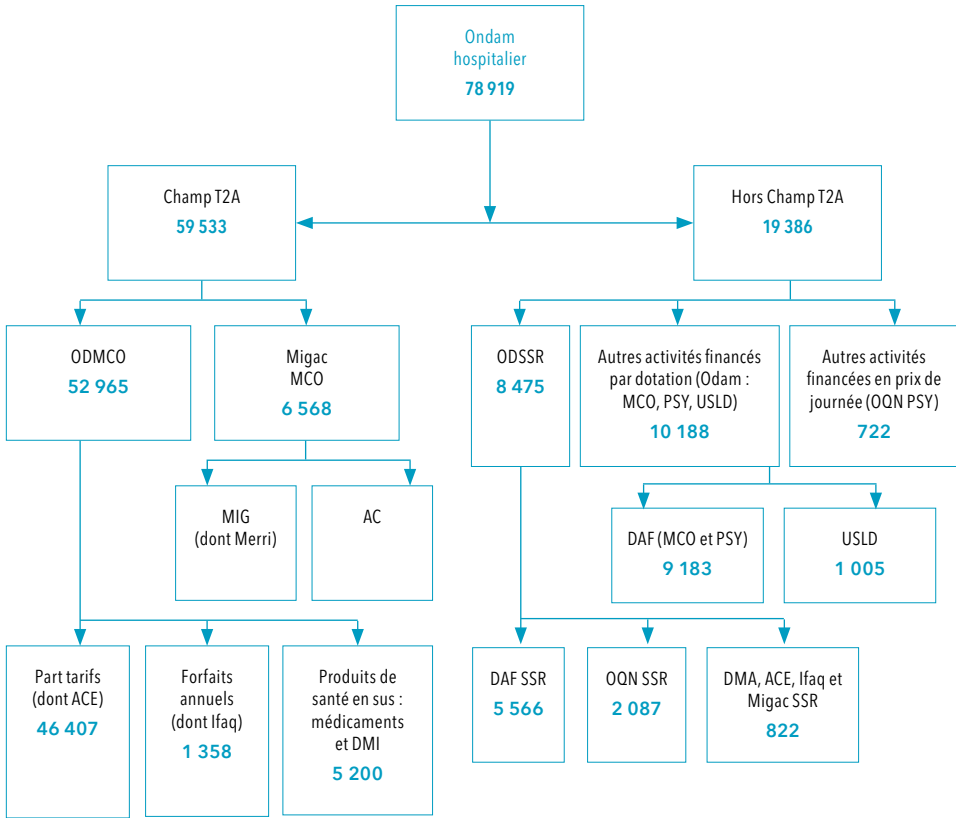 Ondam
hospitalier
78 919
Champ T2A
59 533
Hors Champ T2A
19 386
ODMCO
52 965
Migac
MCO
6 568
ODSSR
8 475
Autres activités financés
par dotation (Odam :
MCO, PSY, USLD)
10 188
Autres activités
financées en prix de
journée (OQN PSY)
722
MIG
(dont Merri)
AC
DAF (MCO et PSY)
9 183
USLD
1 005
Part tarifs
(dont ACE)
46 407
Forfaits
annuels
(dont Ifaq)
1 358
Produits de
santé en sus :
médicaments
et DMI
5 200
DAF SSR
5 566
OQN SSR
2 087
DMA, ACE, Ifaq et
Migac SSR
822